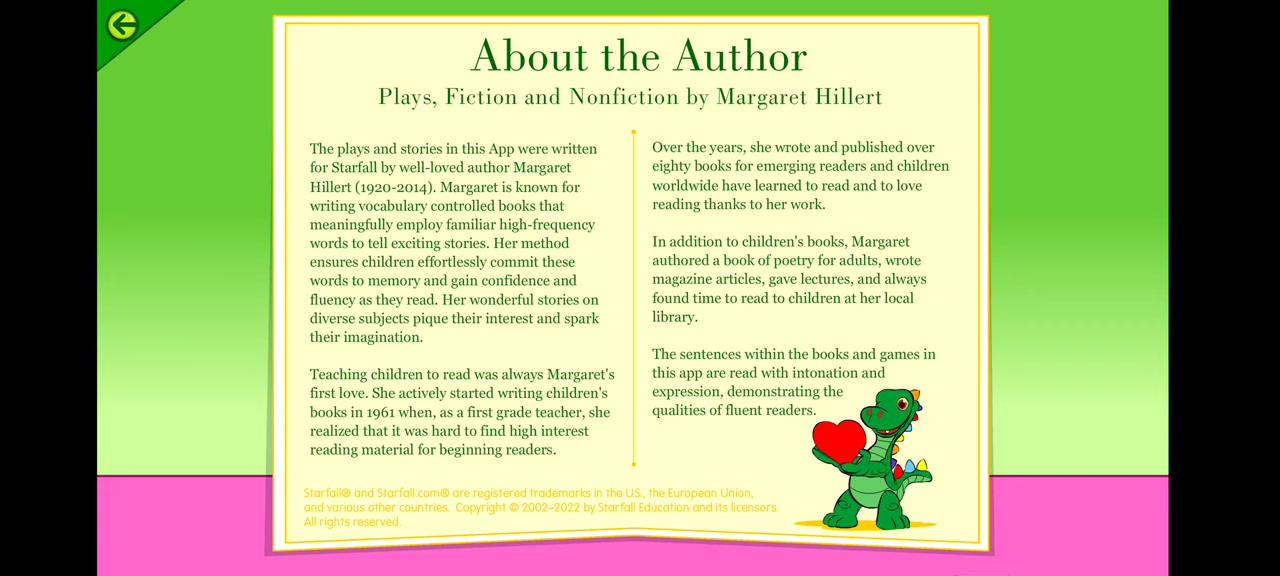 About the Author
Plays, Fiction and Nonfiction by Margaret Hillert
The plays and stories in this App were written
for Starfall by well-loved author Margaret
Hillert (1920-2014). Margaret is known for
writing vocabulary controlled books that
meaningfully employ familiar high-frequency
words to tell exciting stories. Her method
ensures children effortlessly commit these
words to memory and gain confidence and
fluency as they read. Her wonderful stories on
diverse subjects pique their interest and spark
their imagination.
Teaching children to read was always Margaret's
first love. She actively started writing children's
books in 1961 when, as a first grade teacher, she
realized that it was hard to find high interest
reading material for beginning readers.
Over the years, she wrote and published over
eighty books for emerging readers and children
worldwide have learned to read and to love
reading thanks to her work.
In addition to children's books, Margaret
authored a book of poetry for adults, wrote
magazine articles, gave lectures, and always
found time to read to children at her local
library.
The sentences within the books and games in
this app are read with intonation and
expression, demonstrating the
qualities of fluent readers.
Starfall® and Starfall.com® are registered trademarks in the U.S., the European Union,
and various other countries. Copyright © 2002–2022 by Starfall Education and its licensors.
All rights reserved.